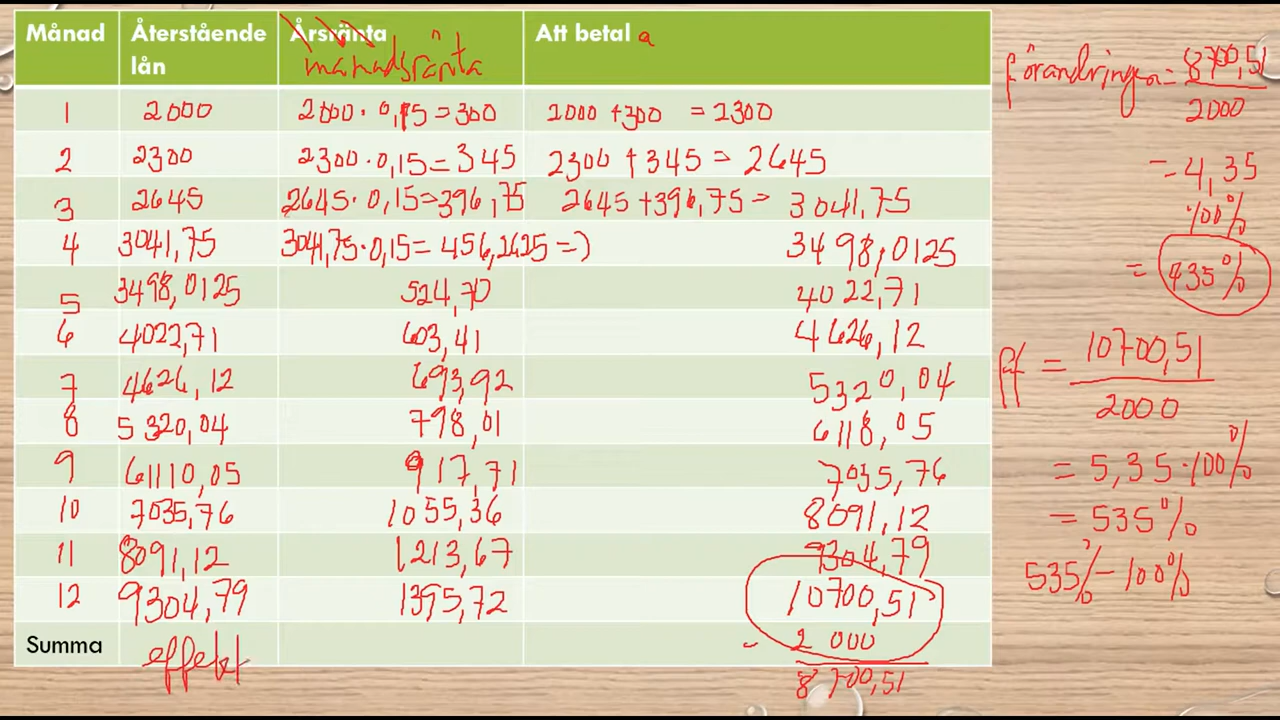 Månad Återstående lån Årsränta månadsränta Att betala
1 2000 2000·0,15=300 2000+300 =2300
2 2300 2300·0,15=345 2300+345=2645
3 2645 2645·0,15=396,75 2645+396,75= 3041,75
4 3041,75 3041,75·0,15=456,2625=) 3498,0125
5 3498,0125 524,70 4022,71
6 4022,71 603,41 4626,12
7 4626,12 693,92 5320,04
8 5320,04 798,01 6118,05
9 61110,05 917,71 7035,76
10 7035,76 1055,36 8091,12
11 8091,12 1213,67 9304,79
12 9304,79 1395,72 10700,51
Summa effekt - 2 000
8700,51
förändringen= 8700,51
2000
=4,35
·100%
= 435%
ff = 10700,51
2000
= 5,35·100%
= 535%
535%-100%